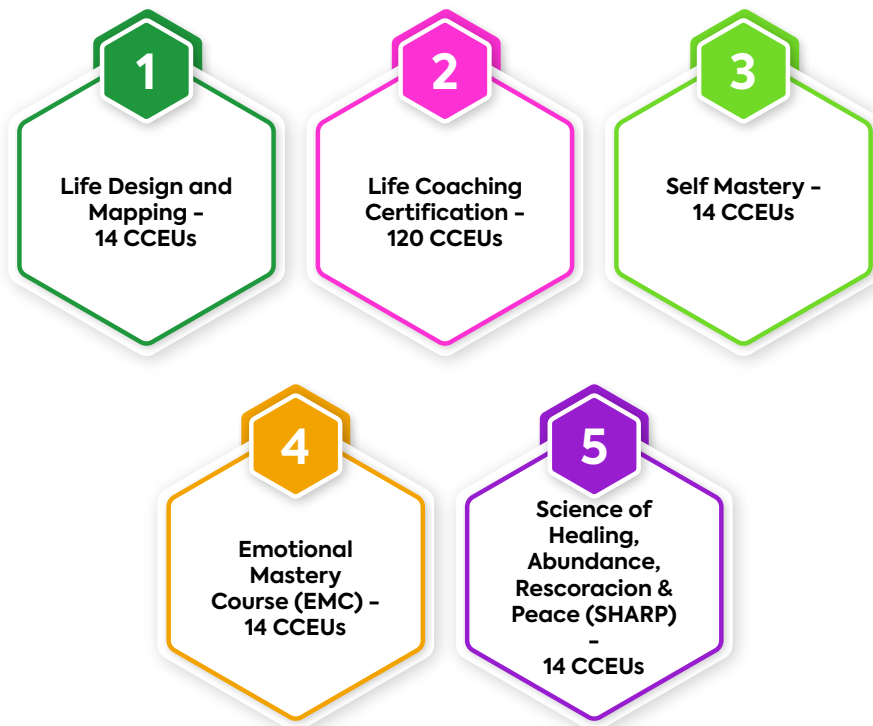 1
Life Design and
Mapping -
14 CCEUs
2
Life Coaching
Certification -
120 CCEUs
3
Self Mastery -
14 CCEUs
4
Emotional
Mastery
Course (EMC) -
14 CCEUs
5
Science of
Healing,
Abundance,
Rescoracion &
Peace (SHARP)
-
14 CCEUs